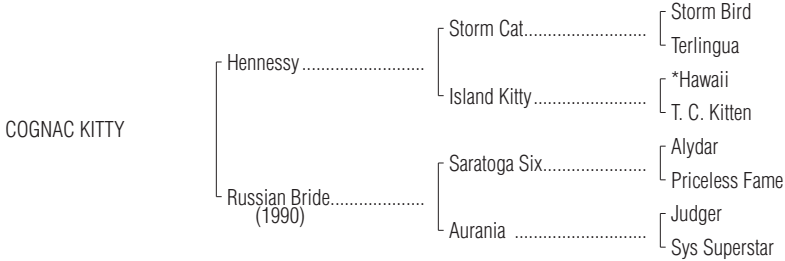 Storm Bird
Storm Cat..........................
Terlingua
Hennessy ..........................
*Hawaii
Island Kitty........................
T. C. Kitten
COGNAC KITTY
Alydar
Saratoga Six......................
Priceless Fame
Russian Bride....................
(1990)
Judger
Aurania ............................
Sys Superstar